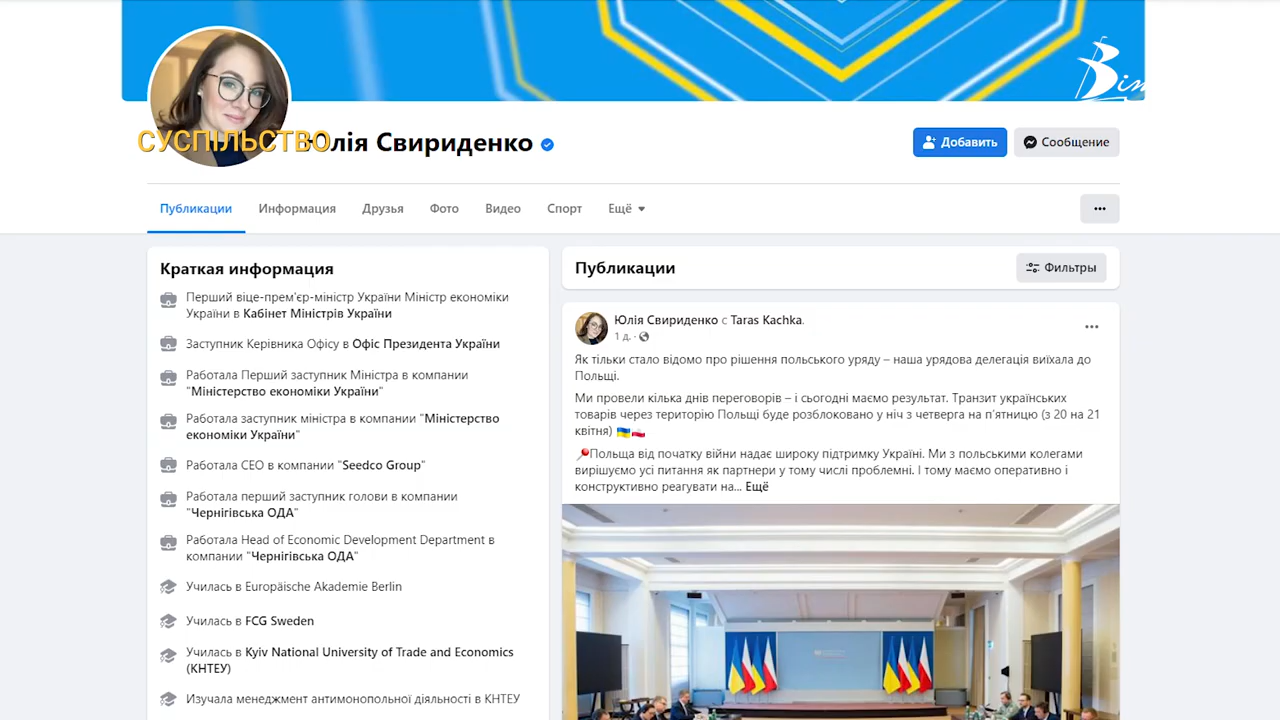 Віт
СУСПІЛЬСТВО
Юлія Свириденко
Добавить
Сообщение
Публикации
Информация
Друзья
Фото
Видео
Спорт
Ещё
Краткая информация
Перший віце-прем'єр-міністр України Міністр економіки
України в Кабінет Міністрів України
Заступник Керівника Офісу в Офіс Президента України
Работала Перший заступник Міністра в компании
"Міністерство економіки України"
Работала заступник міністра в компании "Міністерство
економіки України"
Работала CEO в компании "Seedco Group"
Работала перший заступник голови в компании
"Чернігівська ОДА"
Работала Head of Economic Development Department в
компании "Чернігівська ОДА"
Училась в Europäische Akademie Berlin
Училась в FCG Sweden
Училась в Kyiv National University of Trade and Economics
(КНТЕУ)
Изучала менеджмент антимонопольної діяльності в КНТЕУ
Публикации
Фильтры
Юлія Свириденко с Taras Kachka.
1 д. ·
Як тільки стало відомо про рішення польського уряду – наша урядова делегація виїхала до
Польщі.
Ми провели кілька днів переговорів – і сьогодні маємо результат. Транзит українських
товарів через територію Польщі буде розблоковано у ніч з четверга на п'ятницю (з 20 на 21
квітня) 🇺🇦🇵🇱
📍Польща від початку війни надає широку підтримку Україні. Ми з польськими колегами
вирішуємо усі питання як партнери у тому числі проблемні. І тому маємо оперативно і
конструктивно реагувати на... Ещё